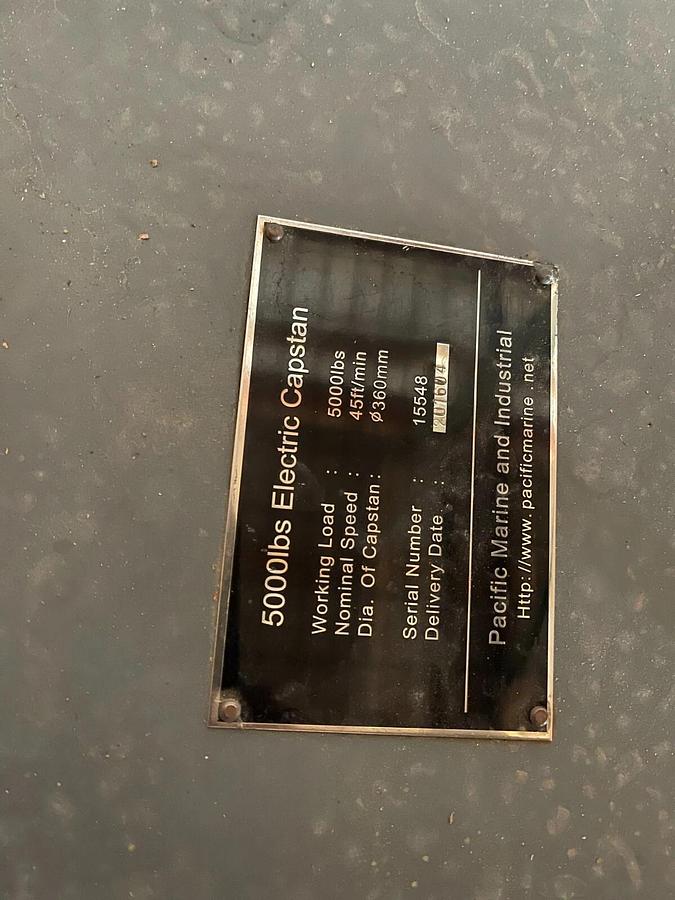 5000lbs Electric Capstan
Working Load : 5000lbs
Nominal Speed : 45ft/min
Dia. Of Capstan : ø360mm
Serial Number : 15548
Delivery Date : 201604
Pacific Marine and Industrial
Http://www.pacificmarine.net